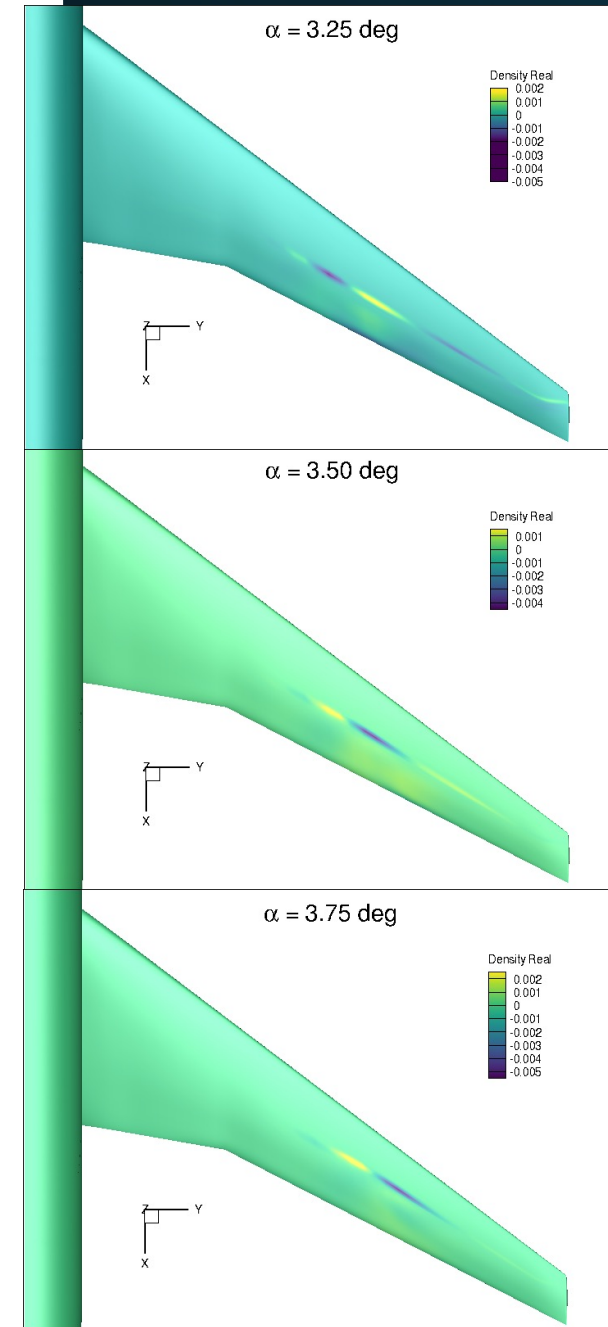 α = 3.25 deg
Density Real
0.002
0.001
0
-0.001
-0.002
-0.003
-0.004
-0.005
Z Y
X
α = 3.50 deg
Density Real
0.001
0
-0.001
-0.002
-0.003
-0.004
Z Y
X
α = 3.75 deg
Density Real
0.002
0.001
0
-0.001
-0.002
-0.003
-0.004
-0.005
Z Y
X